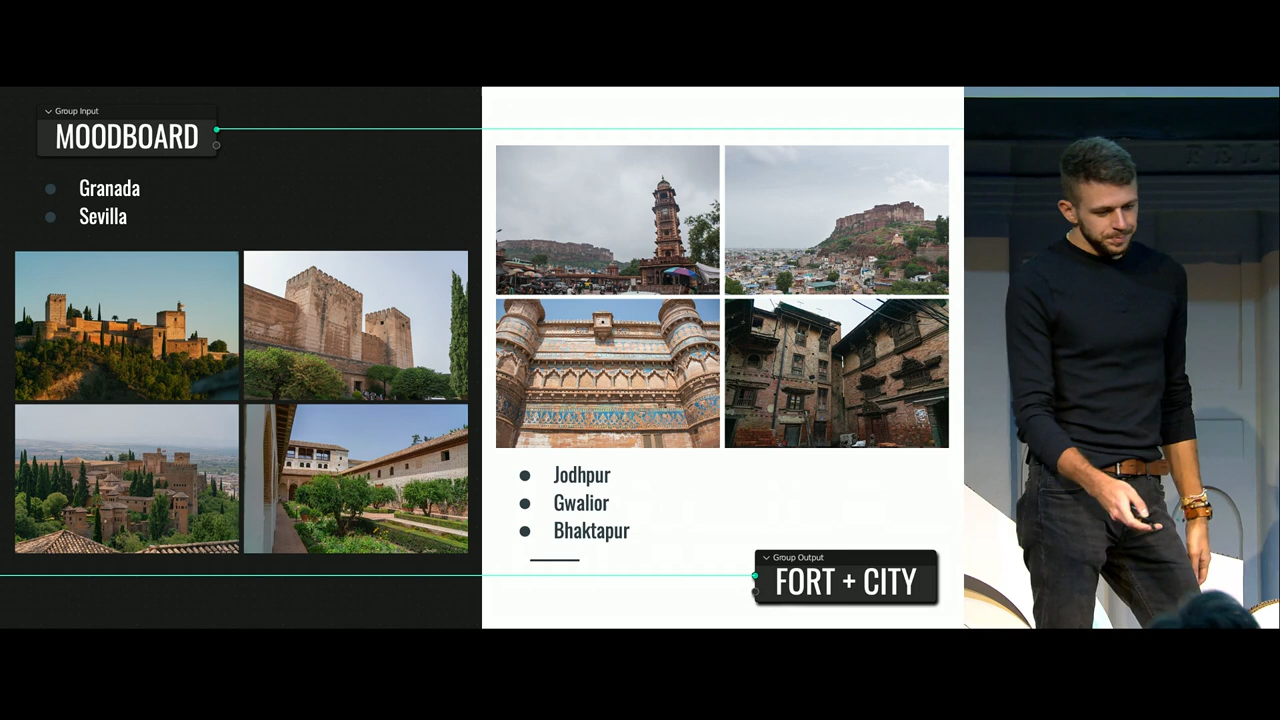 Group Input
MOODBOARD
Granada
Sevilla
Jodhpur
Gwalior
Bhaktapur
Group Output
FORT + CITY